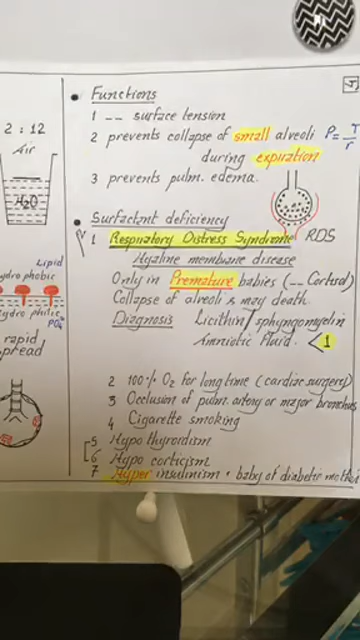 5
Functions
1 -- surface tension
2 prevents collapse of small alveoli P = T/r
during expiration
3 prevents pulm. edema.
Surfactant deficiency
1 Respiratory Distress Syndrome RDS
Hyaline membrane disease
Only in Premature babies (-- Cortisol)
Collapse of alveoli & may death.
Diagnosis Licithin/sphyngomyelin
Amniotic Fluid. < 1
2 100% O2 for long time (cardiac surgery)
3 Occlusion of pulm. artery or major bronchus
4 Cigarette smoking
5 Hypo thyroidism
6 Hypo corticism
7 Hyper insulinism • baby of diabetic mother
2 : 12
Air
H2O
Lipid
hydro phobic
hydro philic
PO4
rapid
spread